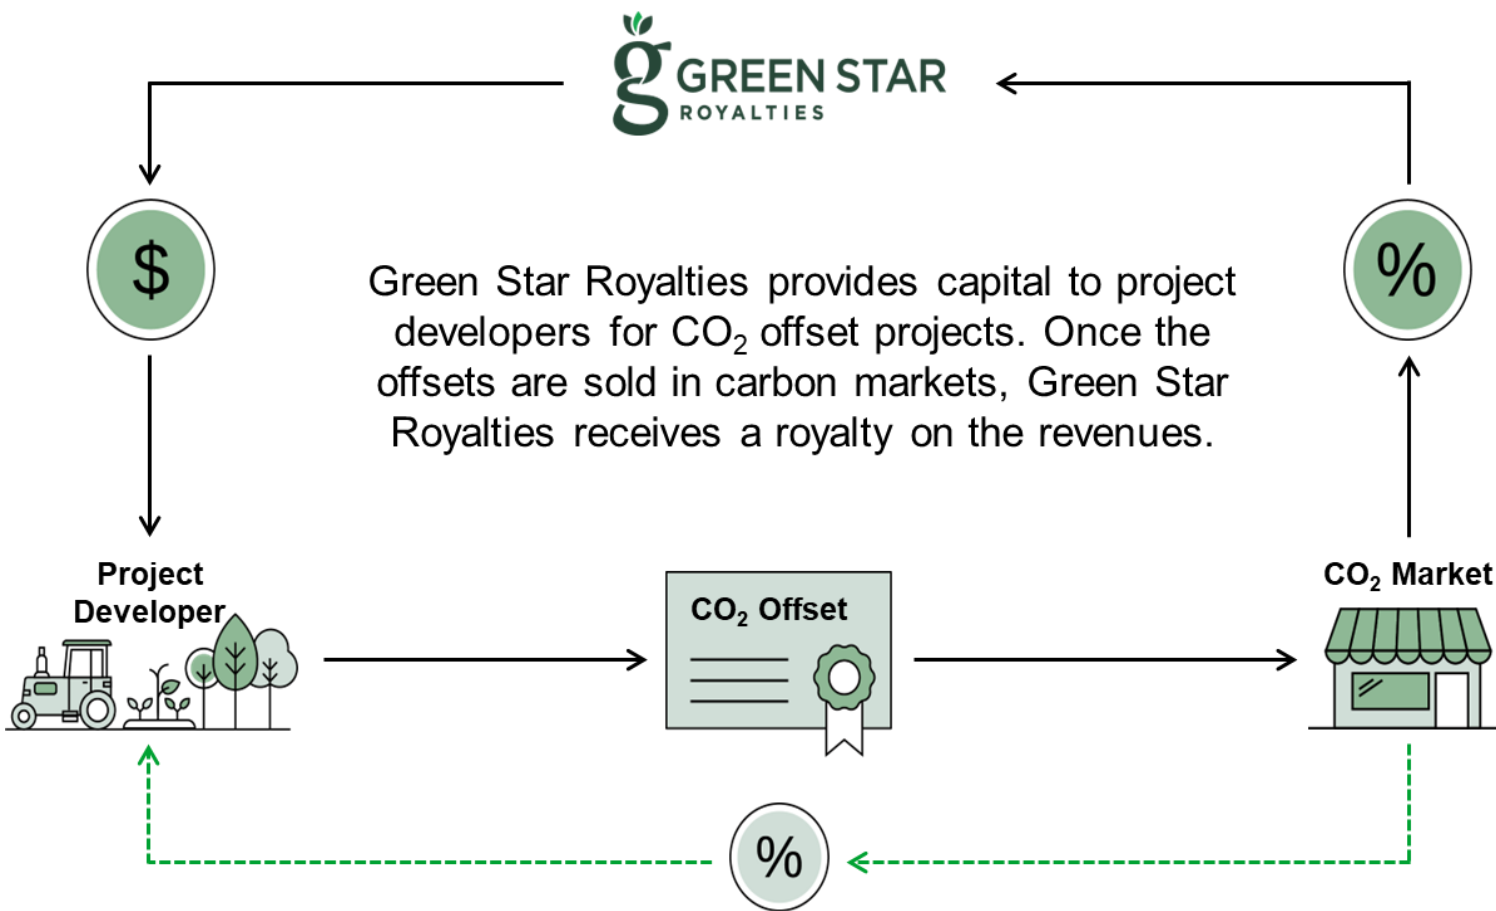 GREEN STAR
ROYALTIES
$
%
Green Star Royalties provides capital to project
developers for CO₂ offset projects. Once the
offsets are sold in carbon markets, Green Star
Royalties receives a royalty on the revenues.
Project
Developer
CO₂ Offset
CO₂ Market
%